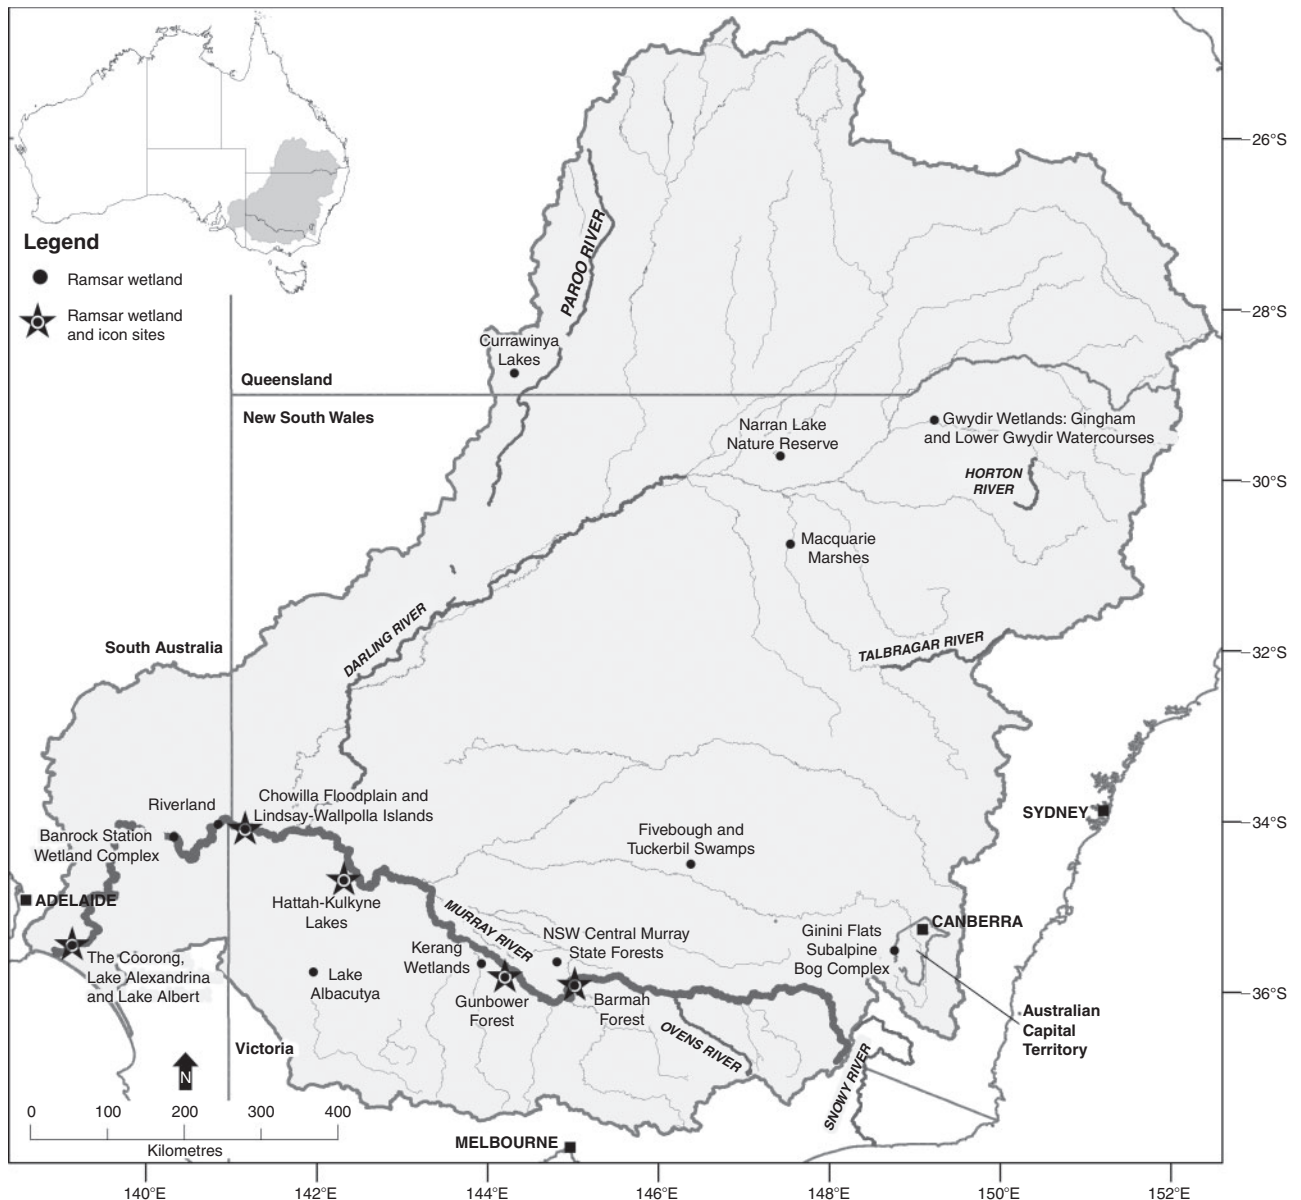 Legend
Ramsar wetland
Ramsar wetland
and icon sites
PAROO RIVER
Currawinya
Lakes
Queensland
New South Wales
Narran Lake
Nature Reserve
Gwydir Wetlands: Gingham
and Lower Gwydir Watercourses
HORTON
RIVER
Macquarie
Marshes
DARLING RIVER
TALBRAGAR RIVER
South Australia
Riverland
Chowilla Floodplain and
Lindsay-Wallpolla Islands
Banrock Station
Wetland Complex
SYDNEY
Fivebough and
Tuckerbil Swamps
ADELAIDE
Hattah-Kulkyne
Lakes
MURRAY RIVER
CANBERRA
NSW Central Murray
State Forests
Ginini Flats
Subalpine
Bog Complex
Kerang
Wetlands
The Coorong,
Lake Alexandrina
and Lake Albert
Lake
Albacutya
Gunbower
Forest
Barmah
Forest
OVENS RIVER
Australian
Capital
Territory
Victoria
SNOWY RIVER
N
0 100 200 300 400
Kilometres
MELBOURNE
26°S
28°S
30°S
32°S
34°S
36°S
140°E 142°E 144°E 146°E 148°E 150°E 152°E